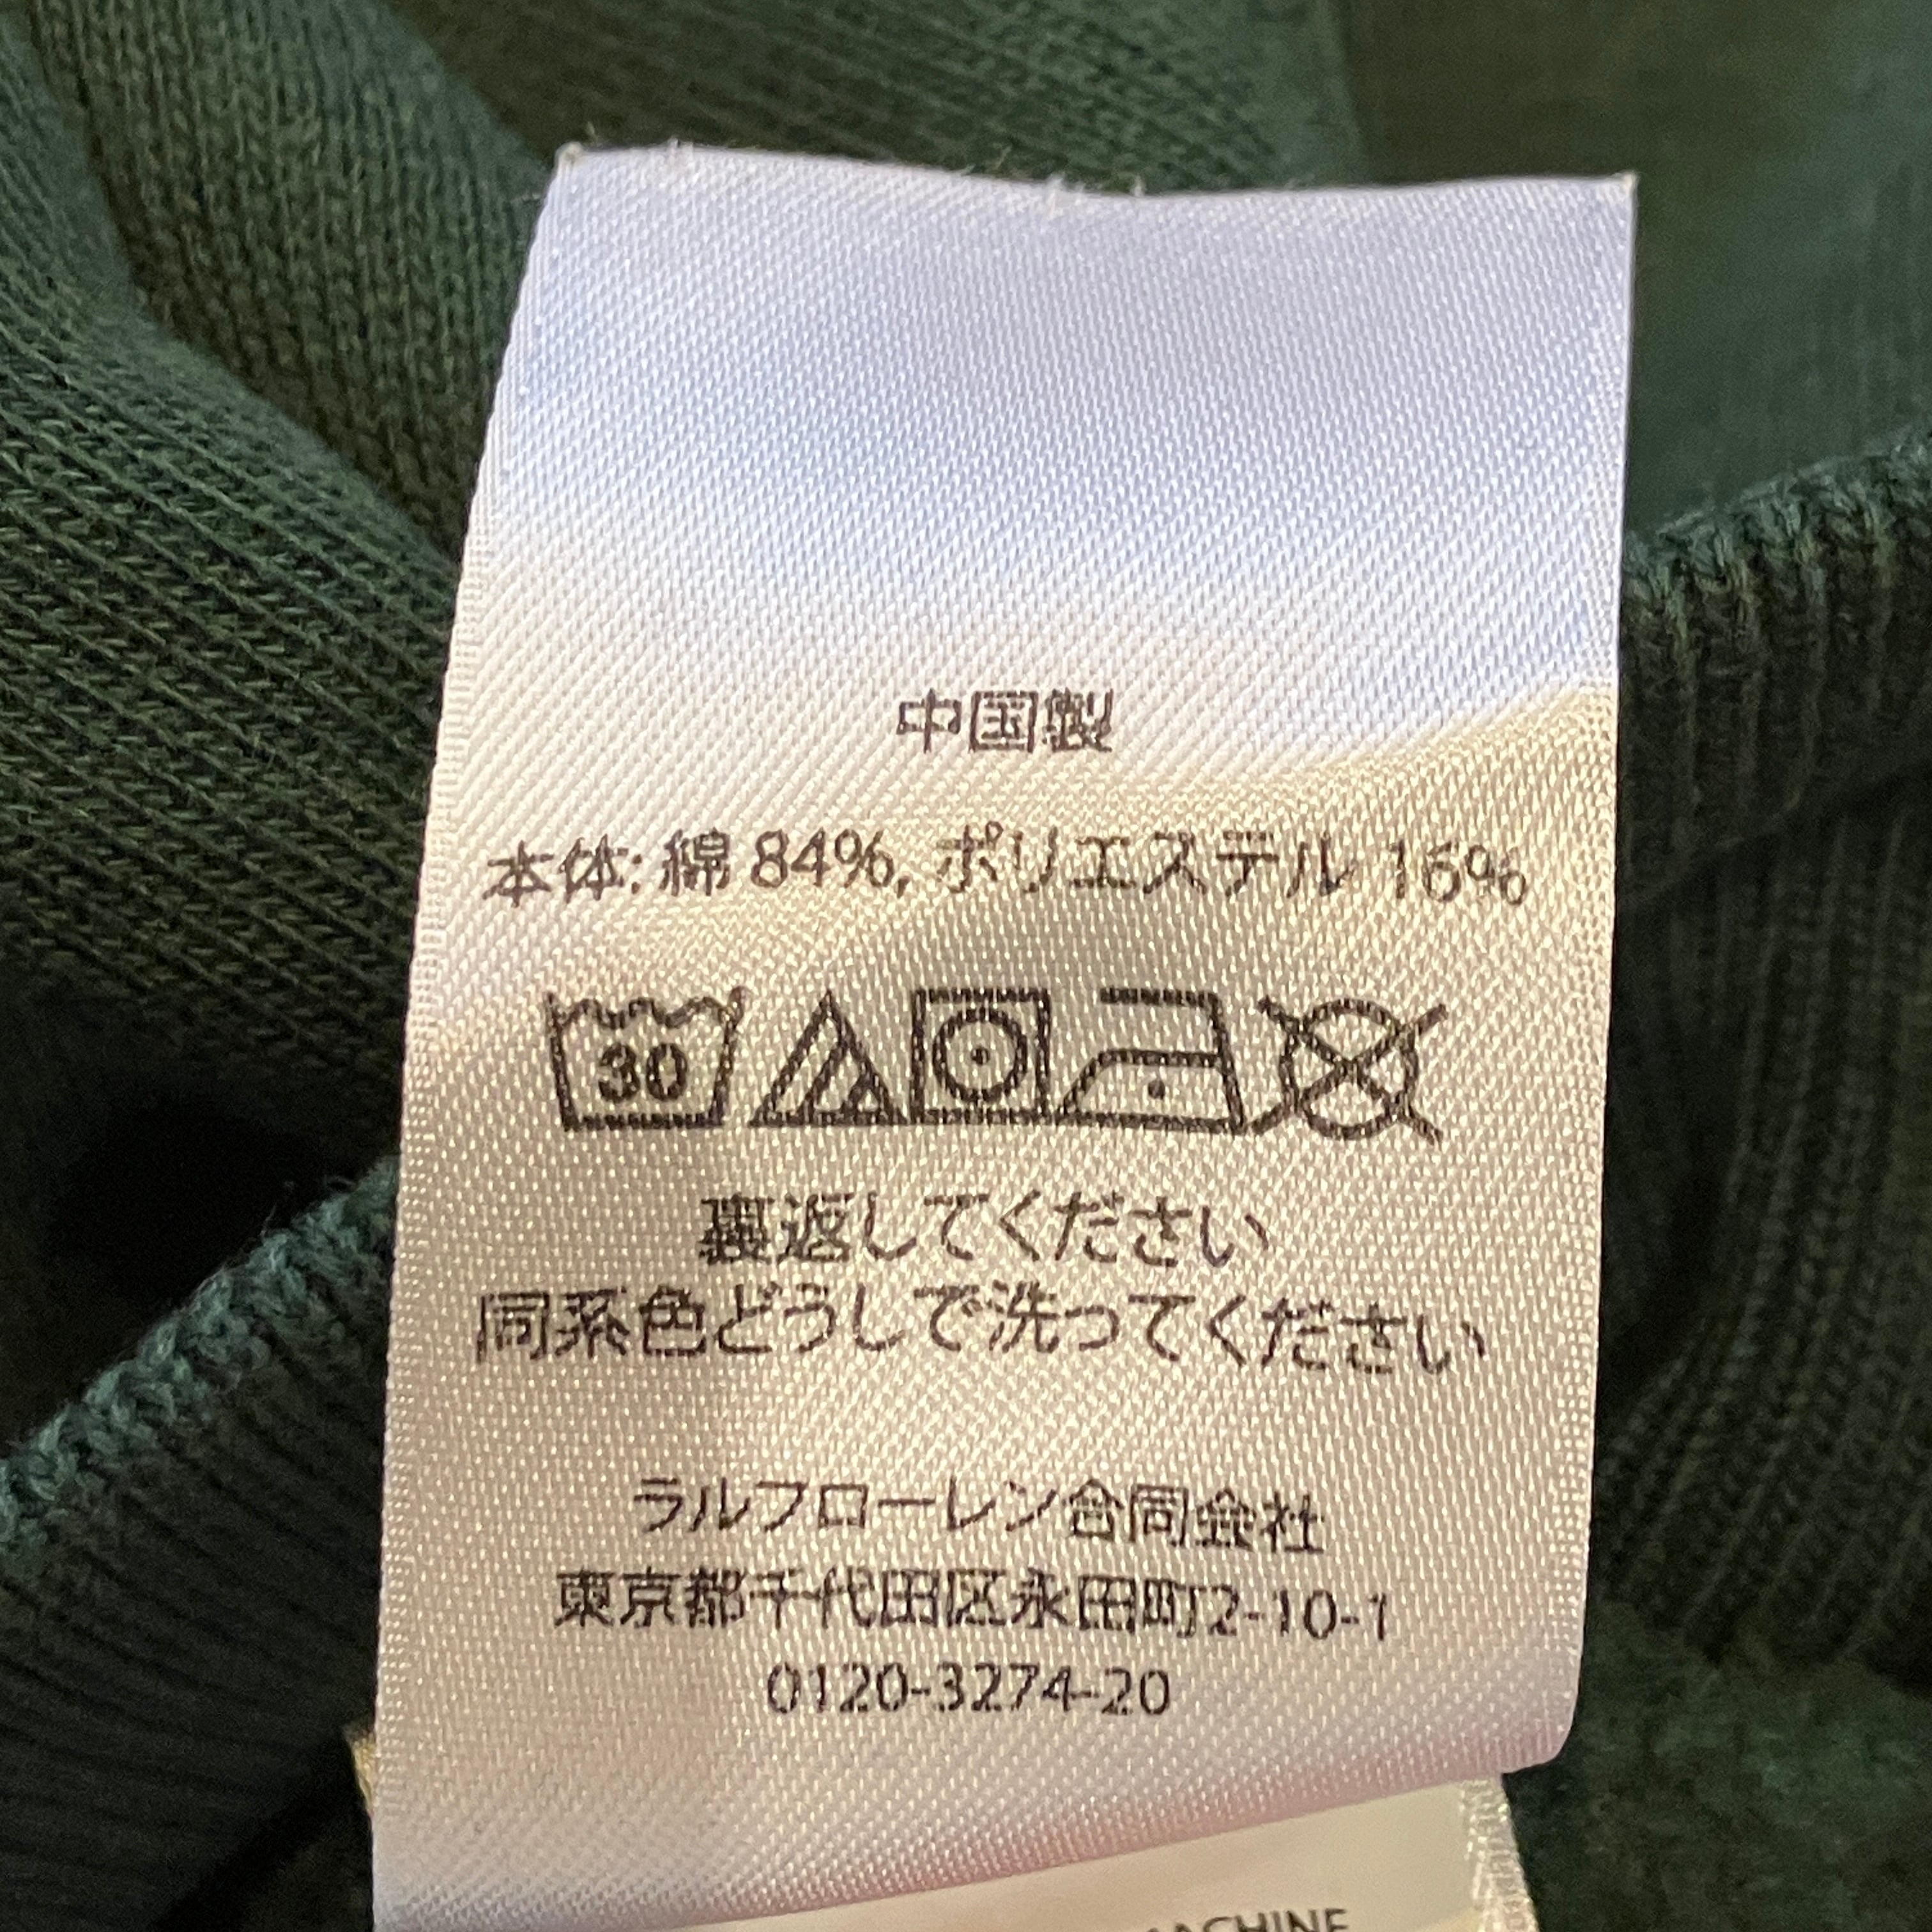 中国製
本体: 綿 84%, ポリエステル 16%
30
裏返してください
同系色どうしで洗ってください
ラルフローレン合同会社
東京都千代田区永田町2-10-1
0120-3274-20
MACHINE